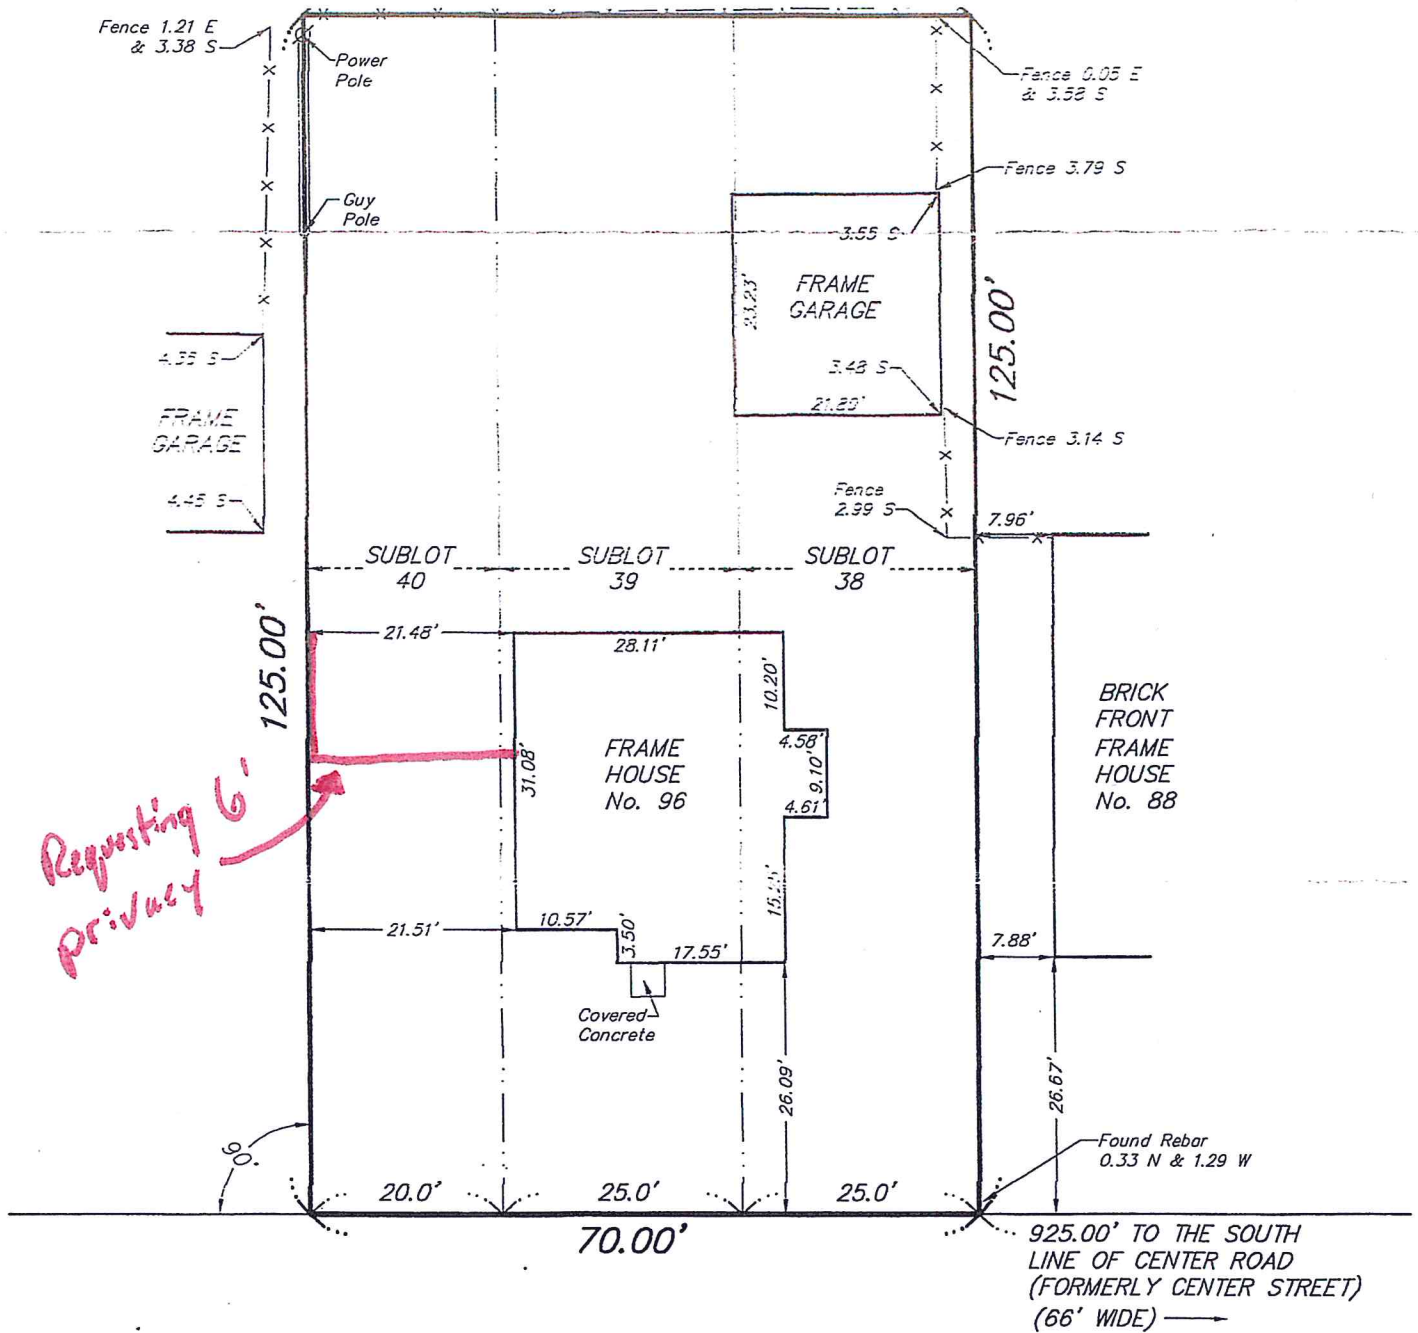 Fence 1.21 E
& 3.38 S
Power
Pole
Fence 0.05 E
& 3.58 S
Fence 3.79 S
Guy
Pole
3.55 S
FRAME
GARAGE
23.23'
125.00'
4.35 S
3.48 S
21.80'
FRAME
GARAGE
Fence 3.14 S
4.45 S
Fence
2.99 S
7.96'
SUBLOT
40
SUBLOT
39
SUBLOT
38
125.00'
21.48'
28.11'
10.20'
BRICK
FRONT
FRAME
HOUSE
No. 88
FRAME
HOUSE
No. 96
31.08'
4.58'
9.10'
4.61'
Requesting 6'
privacy
15.25'
21.51'
10.57'
3.50'
17.55'
7.88'
Covered
Concrete
26.09'
26.67'
90°
Found Rebar
0.33 N & 1.29 W
20.0'
25.0'
25.0'
70.00'
925.00' TO THE SOUTH
LINE OF CENTER ROAD
(FORMERLY CENTER STREET)
(66' WIDE)